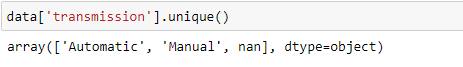 data['transmission'].unique()
array(['Automatic', 'Manual', nan], dtype=object)